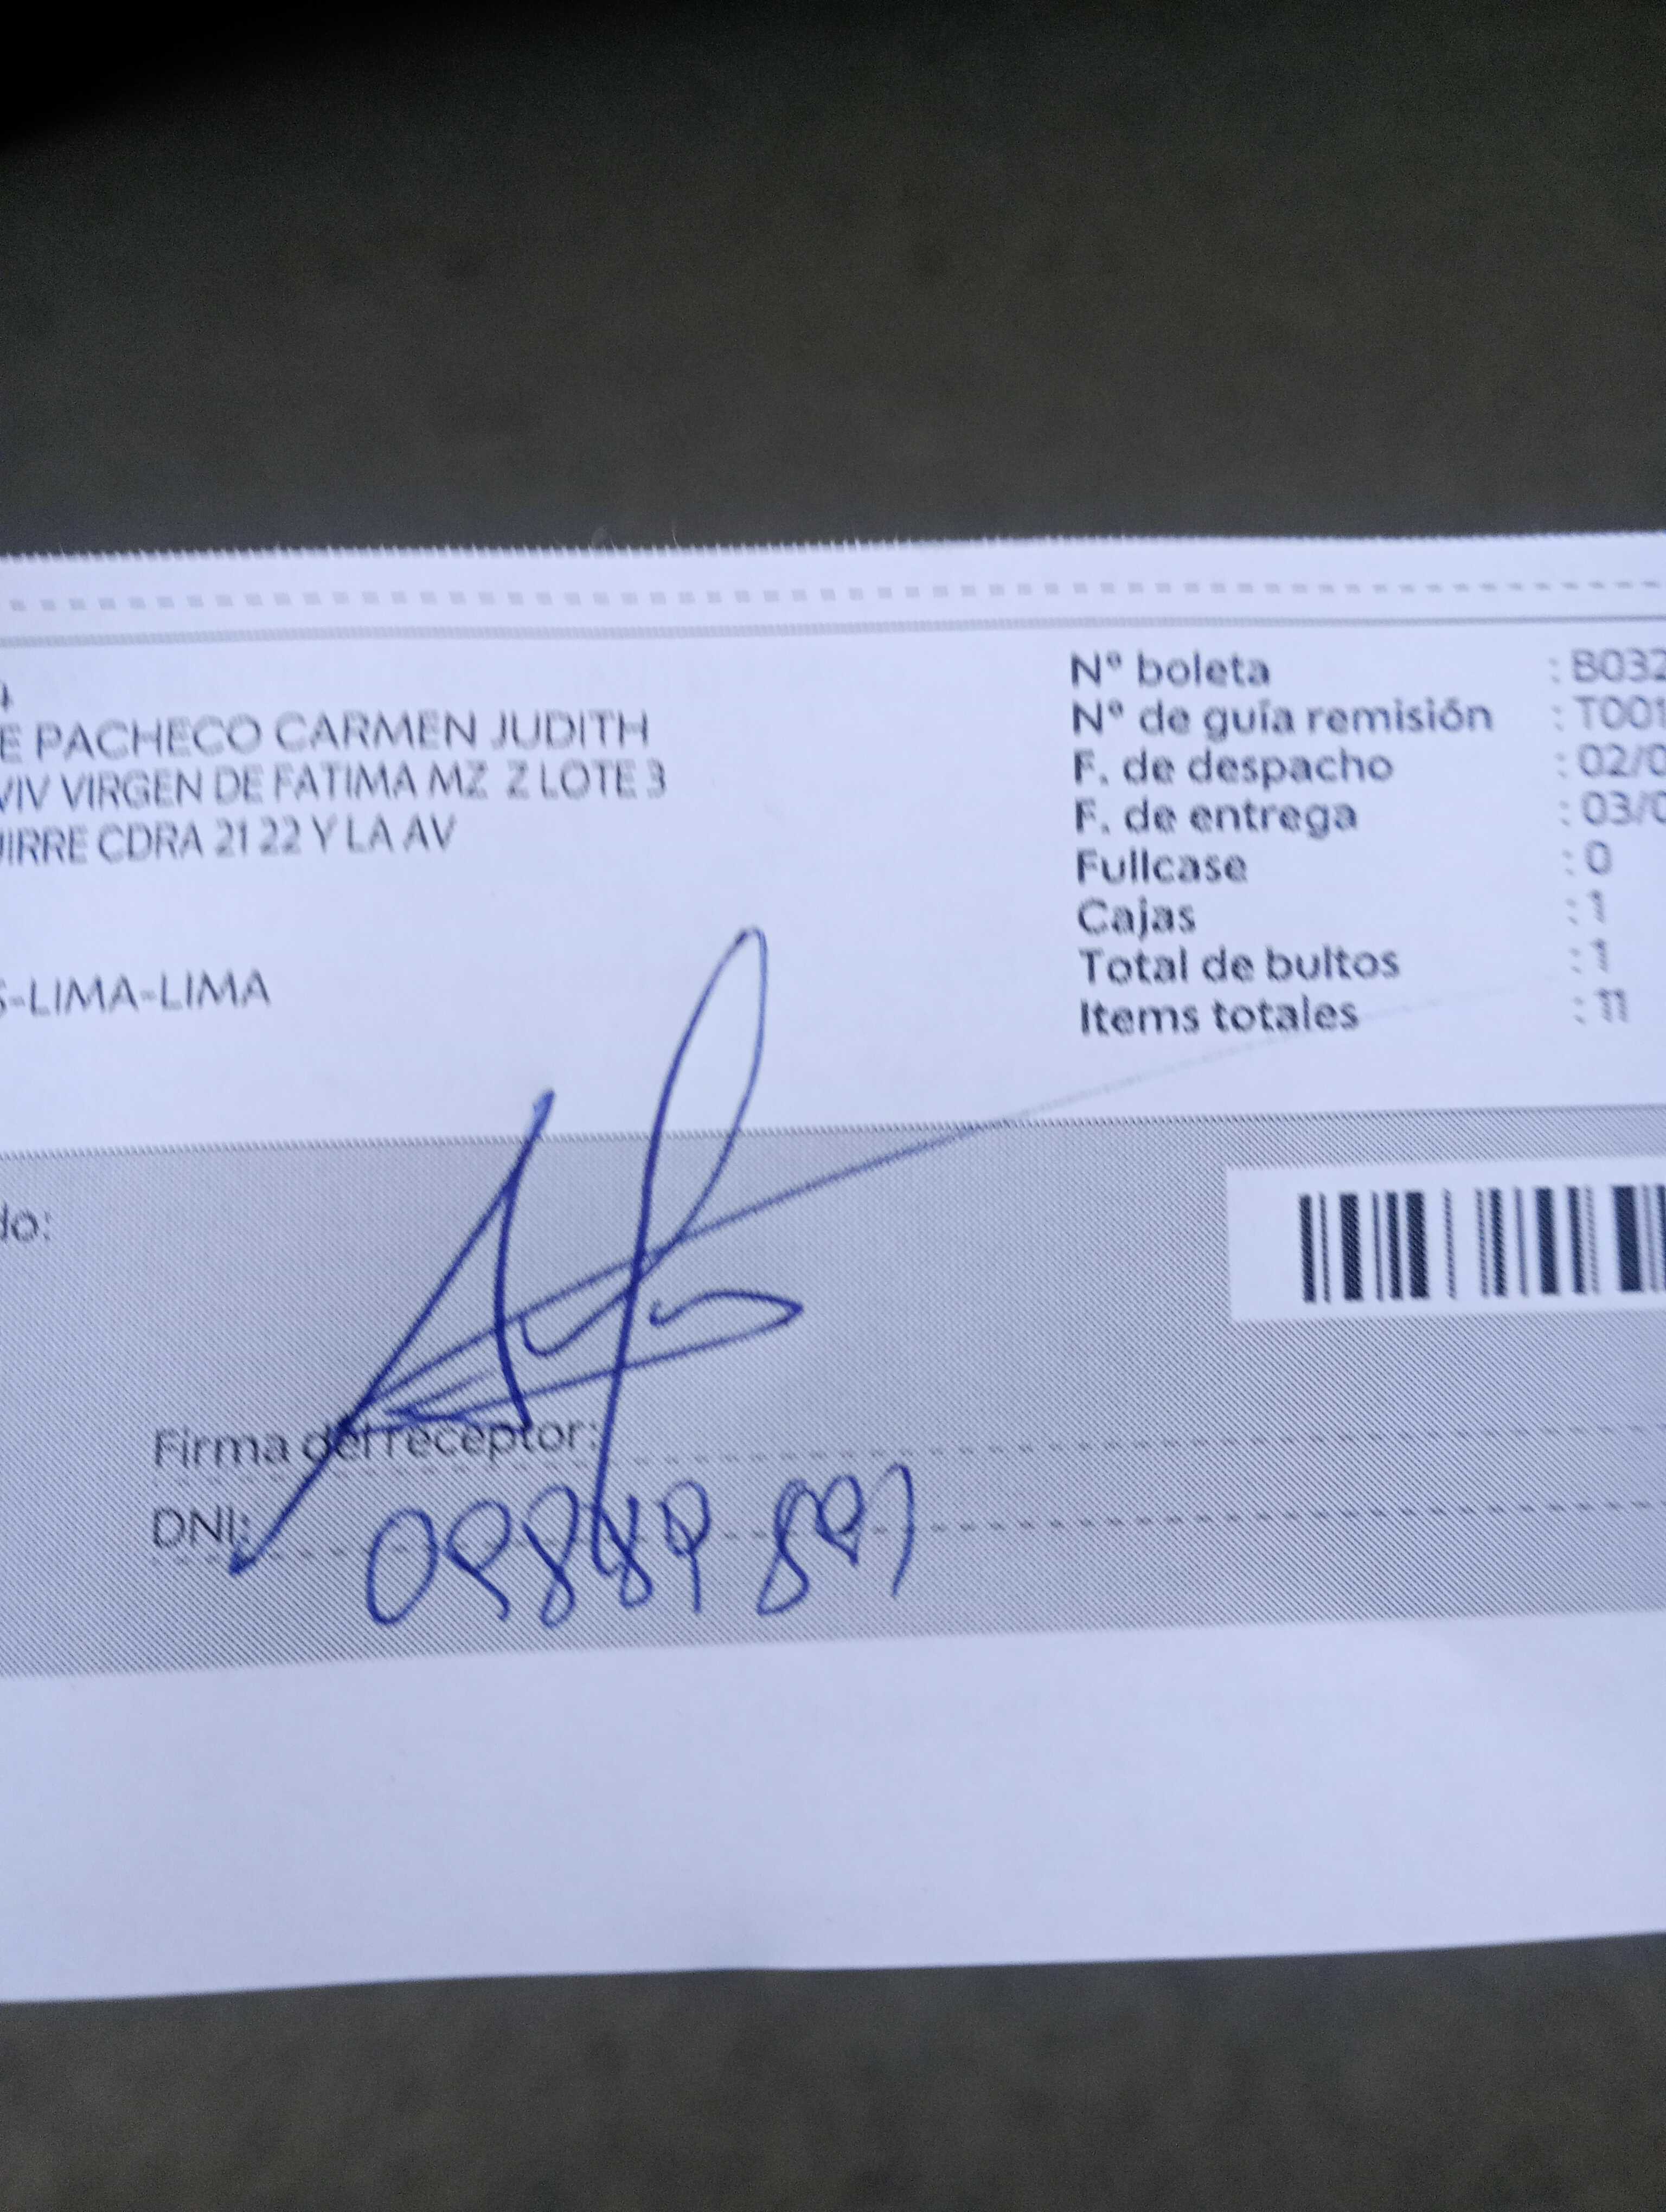 E PACHECO CARMEN JUDITH
VIV VIRGEN DE FATIMA MZ Z LOTE 3
UIRRE CDRA 21 22 Y LA AV
S-LIMA-LIMA
Nº boleta : B032
Nº de guía remisión : T001
F. de despacho : 02/0
F. de entrega : 03/0
Fullcase : 0
Cajas : 1
Total de bultos : 1
Items totales : 11
do:
Firma del receptor:
DNI: